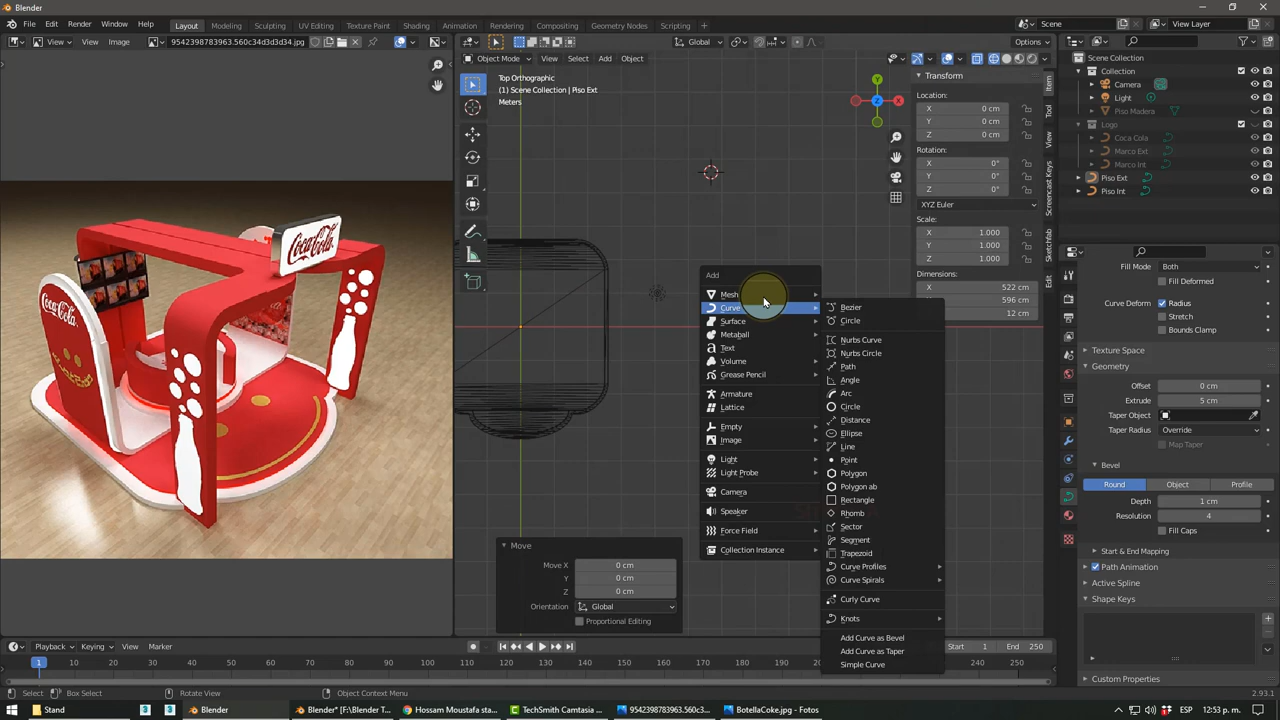 Blender
File Edit Render Window Help Layout Modeling Sculpting UV Editing Texture Paint Shading Animation Rendering Compositing Geometry Nodes Scripting Scene View Layer
View View Image 9542398783963.560c34d3d3d34.jpg Global Options
Object Mode View Select Add Object
Top Orthographic
(1) Scene Collection | Piso Ext
Meters
Transform
Location:
X 0 cm
Y 0 cm
Z 0 cm
Rotation:
X 0°
Y 0°
Z 0°
XYZ Euler
Scale:
X 1.000
Y 1.000
Z 1.000
Dimensions:
522 cm
596 cm
12 cm
Item
Tool
View
Screencast Keys
Sketchfab
Edit
Scene Collection
Collection
Camera
Light
Piso Madera
Logo
Coca Cola
Marco Ext
Marco Int
Piso Ext
Piso Int
Fill Mode Both
Fill Deformed
Curve Deform Radius
Stretch
Bounds Clamp
Texture Space
Geometry
Offset 0 cm
Extrude 5 cm
Taper Object
Taper Radius Override
Map Taper
Bevel
Round Object Profile
Depth 1 cm
Resolution 4
Fill Caps
Start & End Mapping
Path Animation
Active Spline
Shape Keys
Custom Properties
Add
Mesh
Curve
Surface
Metaball
Text
Volume
Grease Pencil
Armature
Lattice
Empty
Image
Light
Light Probe
Camera
Speaker
Force Field
Collection Instance
Bezier
Circle
Nurbs Curve
Nurbs Circle
Path
Angle
Arc
Circle
Distance
Ellipse
Line
Point
Polygon
Polygon ab
Rectangle
Rhomb
Sector
Segment
Trapezoid
Curve Profiles
Curve Spirals
Curly Curve
Knots
Add Curve as Bevel
Add Curve as Taper
Simple Curve
Move
Move X 0 cm
Y 0 cm
Z 0 cm
Orientation Global
Proportional Editing
Coca-Cola
Coca-Cola
Playback Keying View Marker Start 1 End 250
1 10 20 30 40 50 60 70 80 90 100 110 120 130 140 150 160 170 180 190 200 210 220 230 240 250
Select Box Select Rotate View Object Context Menu 2.93.1
Stand 3 3 Blender Blender* [F:\Blender T... Hossam Moustafa sta... TechSmith Camtasia ... 9542398783963.560c3... BotellaCoke.jpg - Fotos ESP 12:53 p. m.